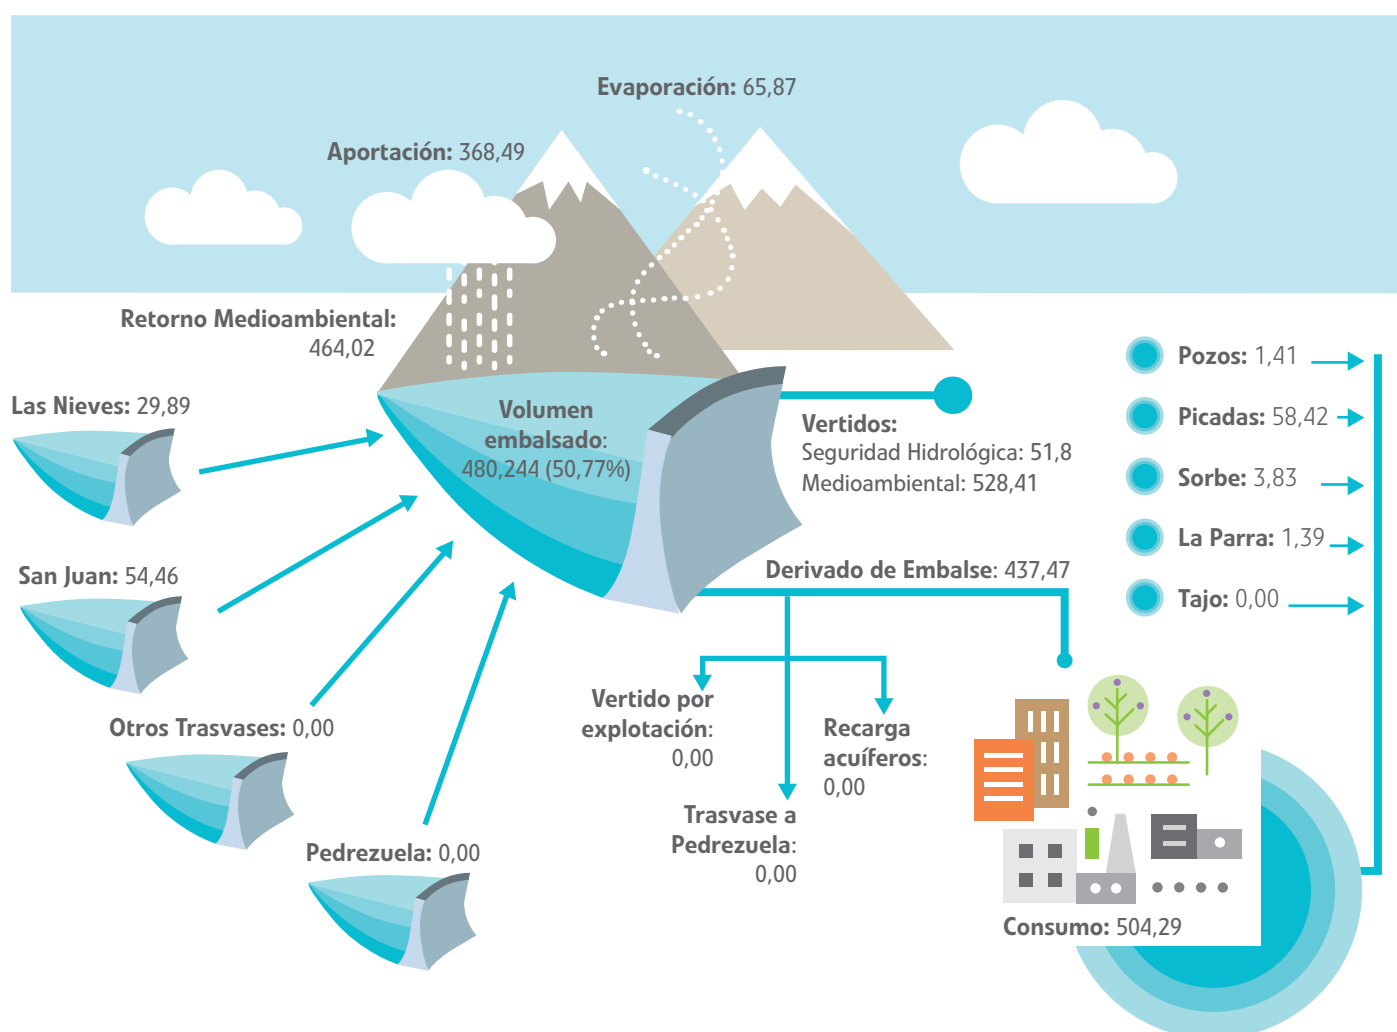 Evaporación: 65,87
Aportación: 368,49
Retorno Medioambiental:
464,02
Las Nieves: 29,89
San Juan: 54,46
Otros Trasvases: 0,00
Pedrezuela: 0,00
Volumen
embalsado:
480,244 (50,77%)
Vertidos:
Seguridad Hidrológica: 51,8
Medioambiental: 528,41
Derivado de Embalse: 437,47
Vertido por
explotación:
0,00
Trasvase a
Pedrezuela:
0,00
Recarga
acuíferos:
0,00
Pozos: 1,41
Picadas: 58,42
Sorbe: 3,83
La Parra: 1,39
Tajo: 0,00
Consumo: 504,29